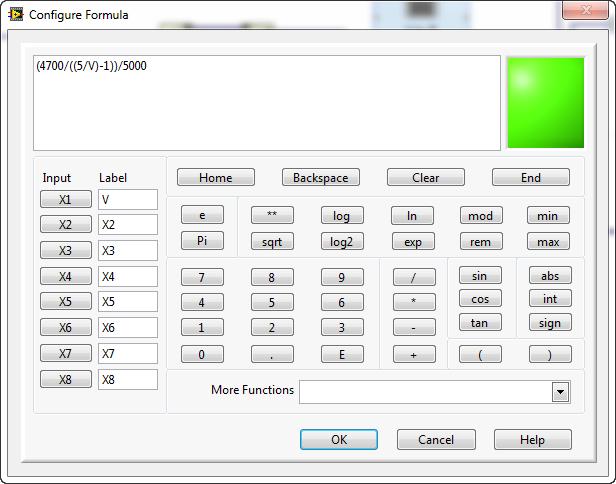 Configure Formula
(4700/((5/V)-1))/5000
Input Label
Home Backspace Clear End
X1 V
X2 X2
X3 X3
X4 X4
X5 X5
X6 X6
X7 X7
X8 X8
e ** log ln mod min
Pi sqrt log2 exp rem max
7 8 9 / sin abs
4 5 6 * cos int
1 2 3 - tan sign
0 . E + ( )
More Functions
OK Cancel Help